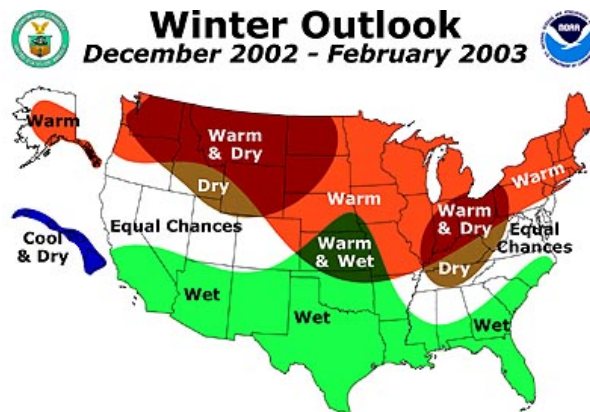 Winter Outlook
December 2002 - February 2003
NOAA
Warm
Warm
& Dry
Dry
Warm
Warm
Equal Chances
Warm
& Dry
Equal
Chances
Cool
& Dry
Warm
& Wet
Dry
Wet
Wet
Wet